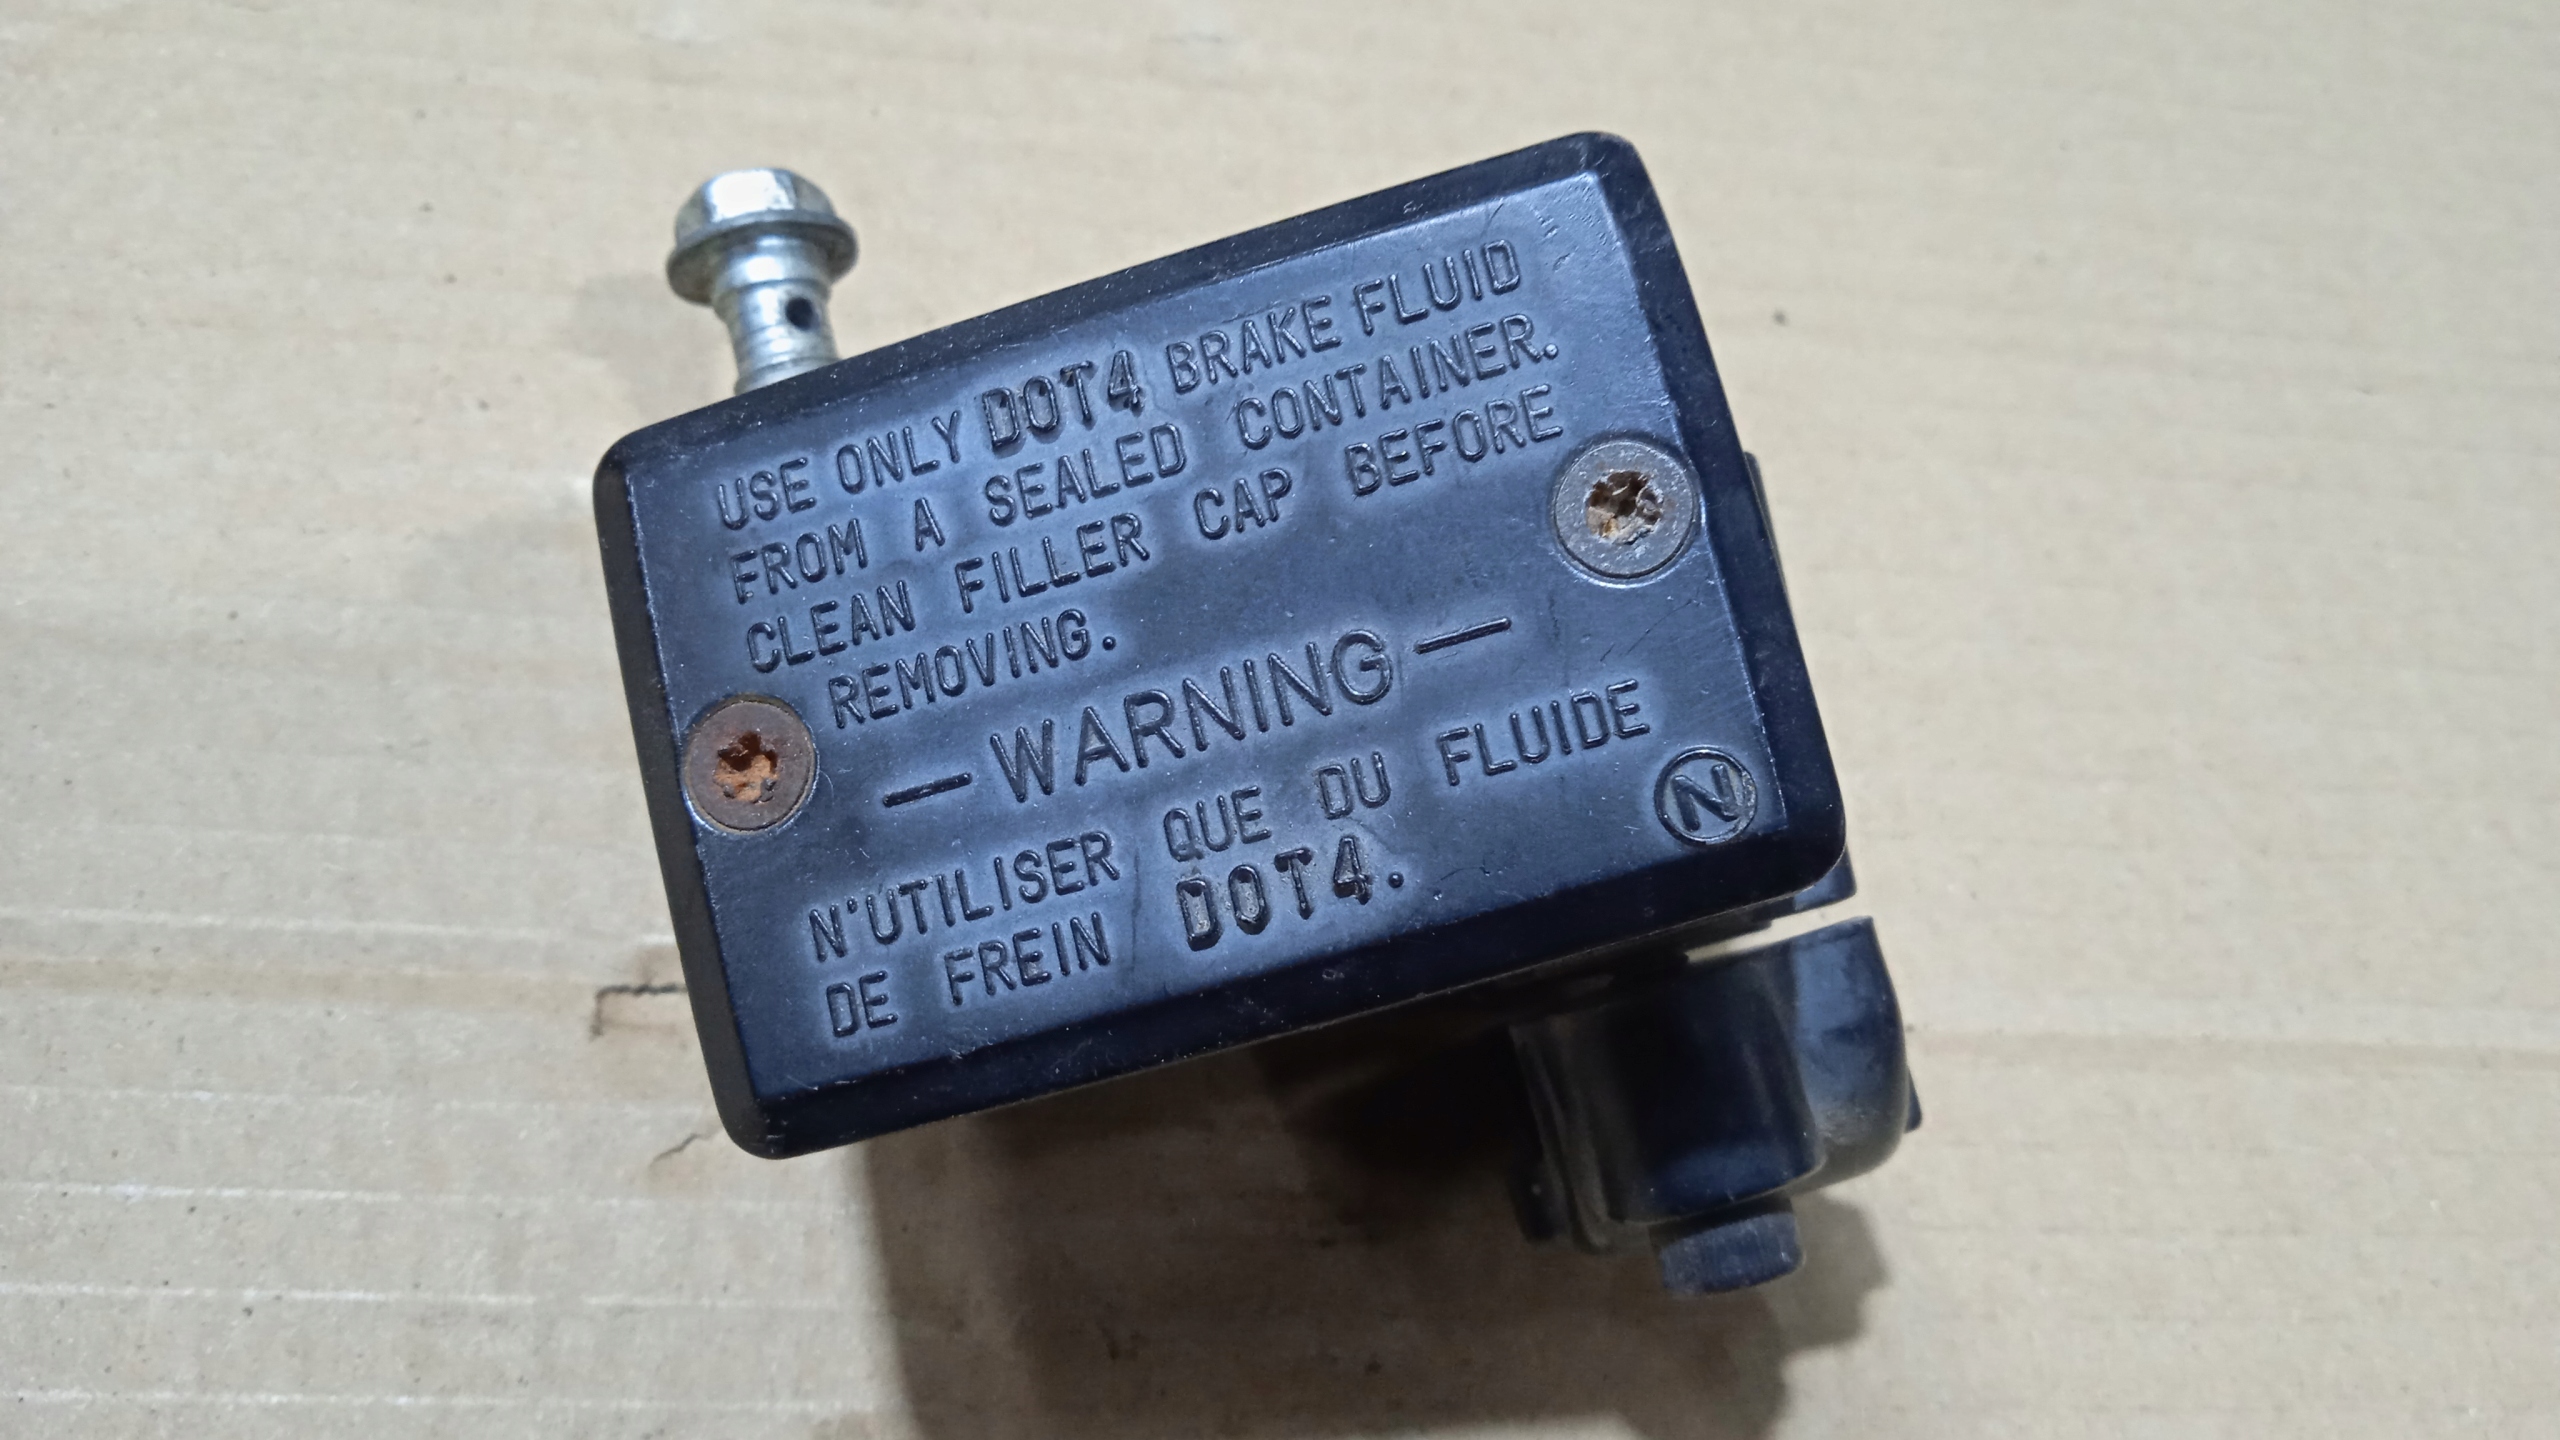 USE ONLY DOT4 BRAKE FLUID
FROM A SEALED CONTAINER.
CLEAN FILLER CAP BEFORE
REMOVING.
— WARNING —
N'UTILISER QUE DU FLUIDE
DE FREIN DOT4.
N